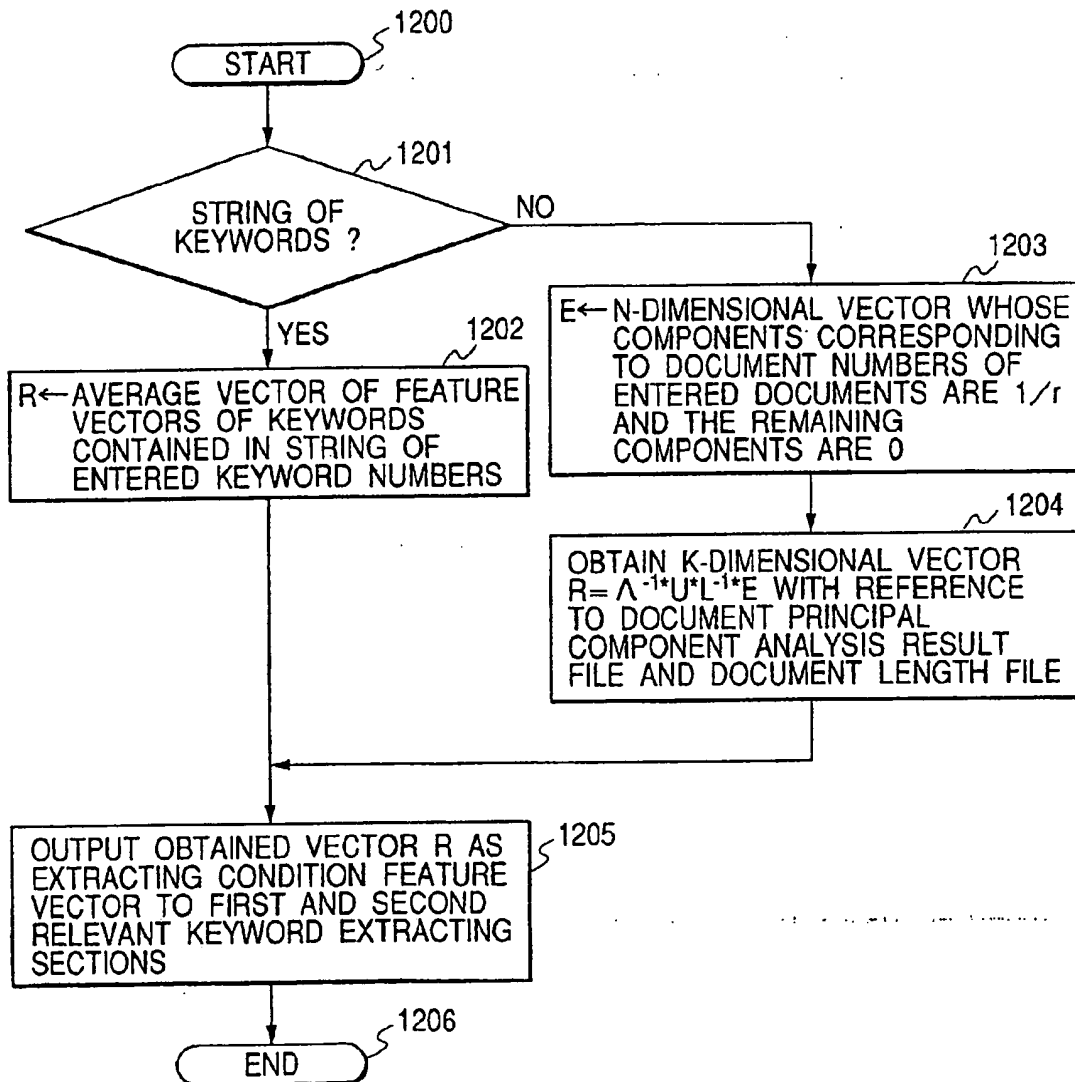 1200
START
1201
STRING OF
KEYWORDS ?
NO
YES
1202
R← AVERAGE VECTOR OF FEATURE
VECTORS OF KEYWORDS
CONTAINED IN STRING OF
ENTERED KEYWORD NUMBERS
1203
E← N-DIMENSIONAL VECTOR WHOSE
COMPONENTS CORRESPONDING
TO DOCUMENT NUMBERS OF
ENTERED DOCUMENTS ARE 1/r
AND THE REMAINING
COMPONENTS ARE 0
1204
OBTAIN K-DIMENSIONAL VECTOR
R= Λ⁻¹*U*L⁻¹*E WITH REFERENCE
TO DOCUMENT PRINCIPAL
COMPONENT ANALYSIS RESULT
FILE AND DOCUMENT LENGTH FILE
1205
OUTPUT OBTAINED VECTOR R AS
EXTRACTING CONDITION FEATURE
VECTOR TO FIRST AND SECOND
RELEVANT KEYWORD EXTRACTING
SECTIONS
1206
END